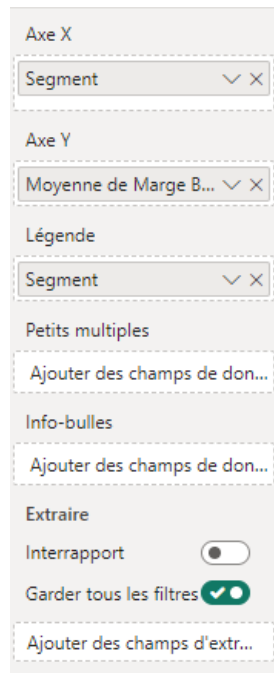 Axe X
Segment
Axe Y
Moyenne de Marge B...
Légende
Segment
Petits multiples
Ajouter des champs de don...
Info-bulles
Ajouter des champs de don...
Extraire
Interrapport
Garder tous les filtres
Ajouter des champs d'extr...